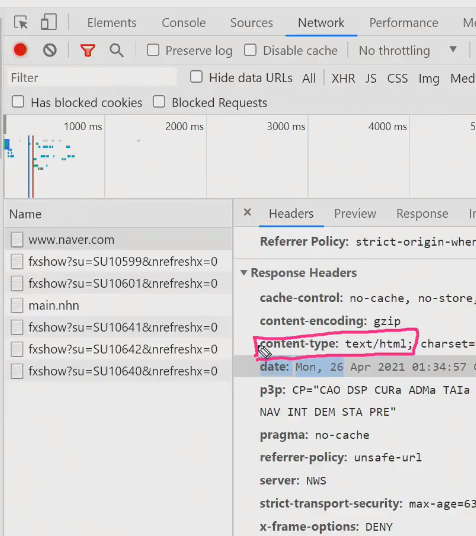 Elements Console Sources Network Performance
Preserve log Disable cache No throttling
Filter Hide data URLs All XHR JS CSS Img Med
Has blocked cookies Blocked Requests
1000 ms 2000 ms 3000 ms 4000 ms 5
Name
www.naver.com
fxshow?su=SU10599&nrefreshx=0
fxshow?su=SU10601&nrefreshx=0
main.nhn
fxshow?su=SU10641&nrefreshx=0
fxshow?su=SU10642&nrefreshx=0
fxshow?su=SU10640&nrefreshx=0
× Headers Preview Response In
Referrer Policy: strict-origin-when
Response Headers
cache-control: no-cache, no-store,
content-encoding: gzip
content-type: text/html; charset=
date: Mon, 26 Apr 2021 01:34:57
p3p: CP="CAO DSP CURa ADMa TAIa
NAV INT DEM STA PRE"
pragma: no-cache
referrer-policy: unsafe-url
server: NWS
strict-transport-security: max-age=63
x-frame-options: DENY